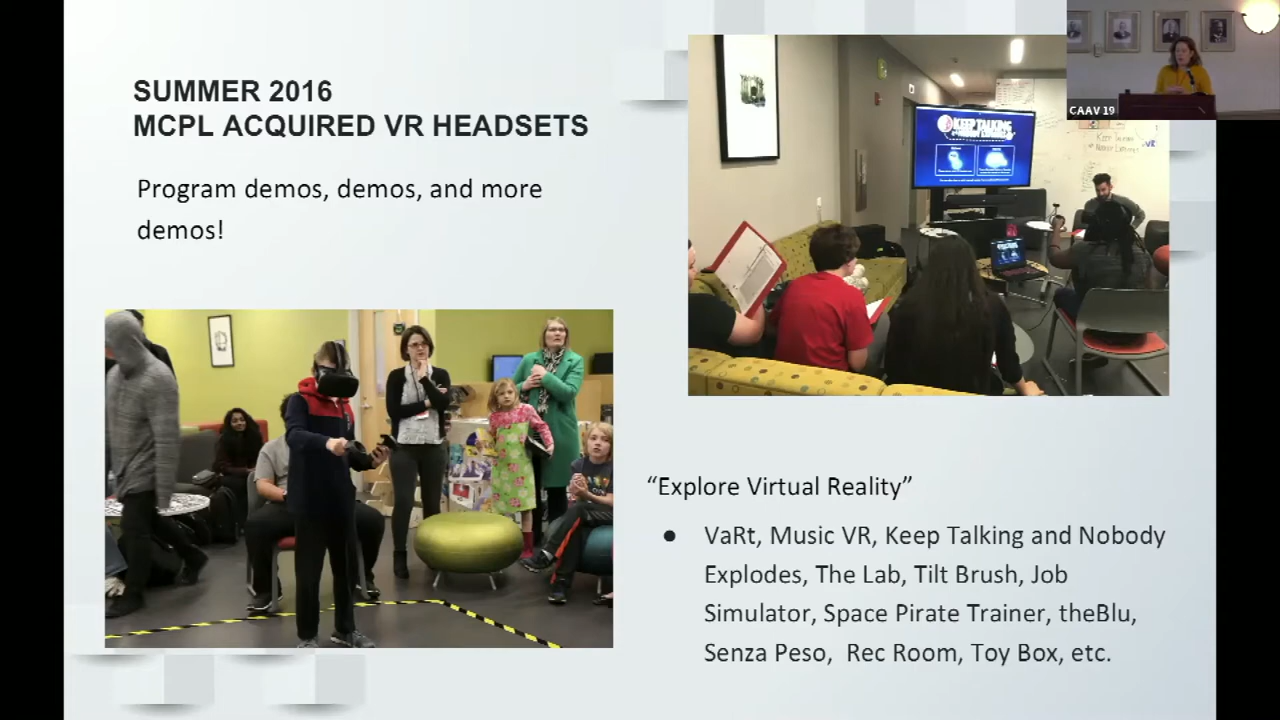 SUMMER 2016
MCPL ACQUIRED VR HEADSETS
Program demos, demos, and more
demos!
CAAV 19
KEEP TALKING
“Explore Virtual Reality”
● VaRt, Music VR, Keep Talking and Nobody
Explodes, The Lab, Tilt Brush, Job
Simulator, Space Pirate Trainer, theBlu,
Senza Peso, Rec Room, Toy Box, etc.